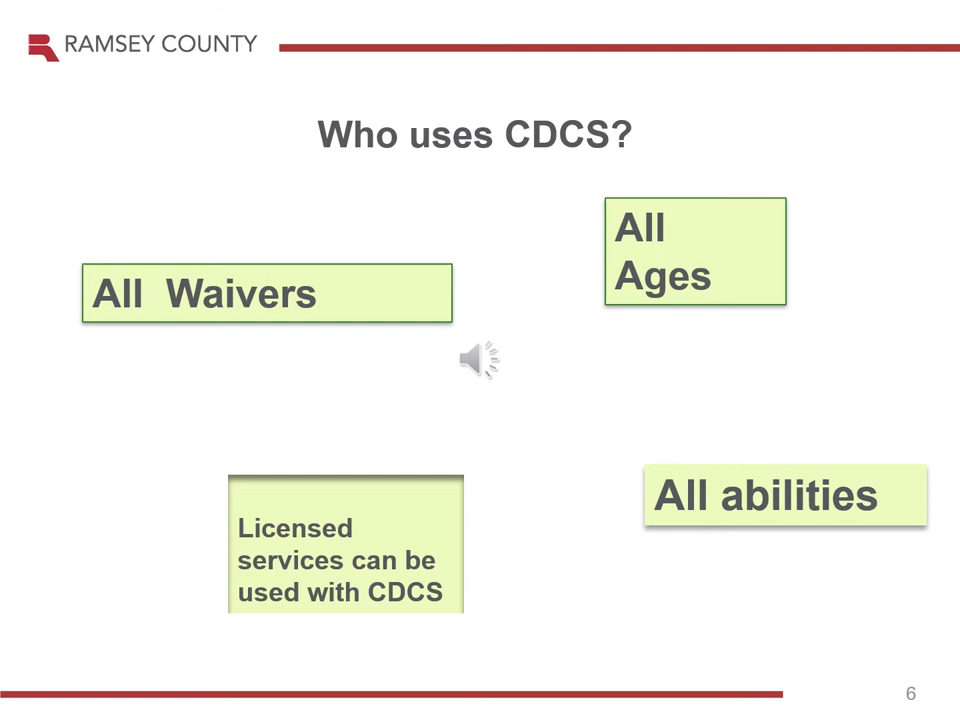 RAMSEY COUNTY
Who uses CDCS?
All
Ages
All  Waivers
Licensed
services can be
used with CDCS
All abilities
6